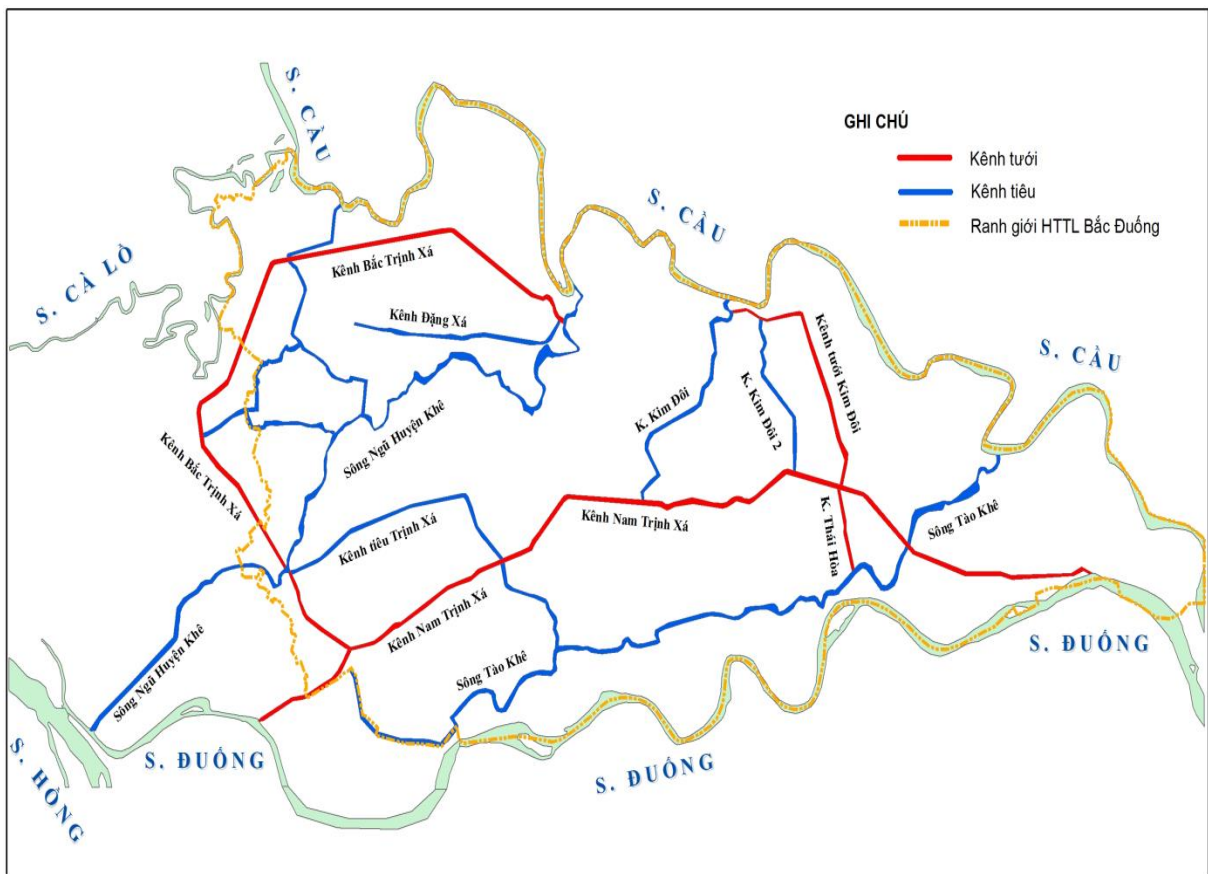 S. CẦU
GHI CHÚ
Kênh tưới
Kênh tiêu
Ranh giới HTTL Bắc Đuống
S. CẦU
S. CÀ LỒ
Kênh Bắc Trịnh Xá
Kênh Đặng Xá
Kênh tưới Kim Đôi
S. CẦU
K. Kim Đôi
K. Kim Đôi 2
Sông Ngũ Huyện Khê
Kênh Bắc Trịnh Xá
Kênh tiêu Trịnh Xá
Kênh Nam Trịnh Xá
K. Thái Hòa
Sông Tào Khê
Kênh Nam Trịnh Xá
Sông Ngũ Huyện Khê
Sông Tào Khê
S. ĐUỐNG
S. HỒNG
S. ĐUỐNG
S. ĐUỐNG